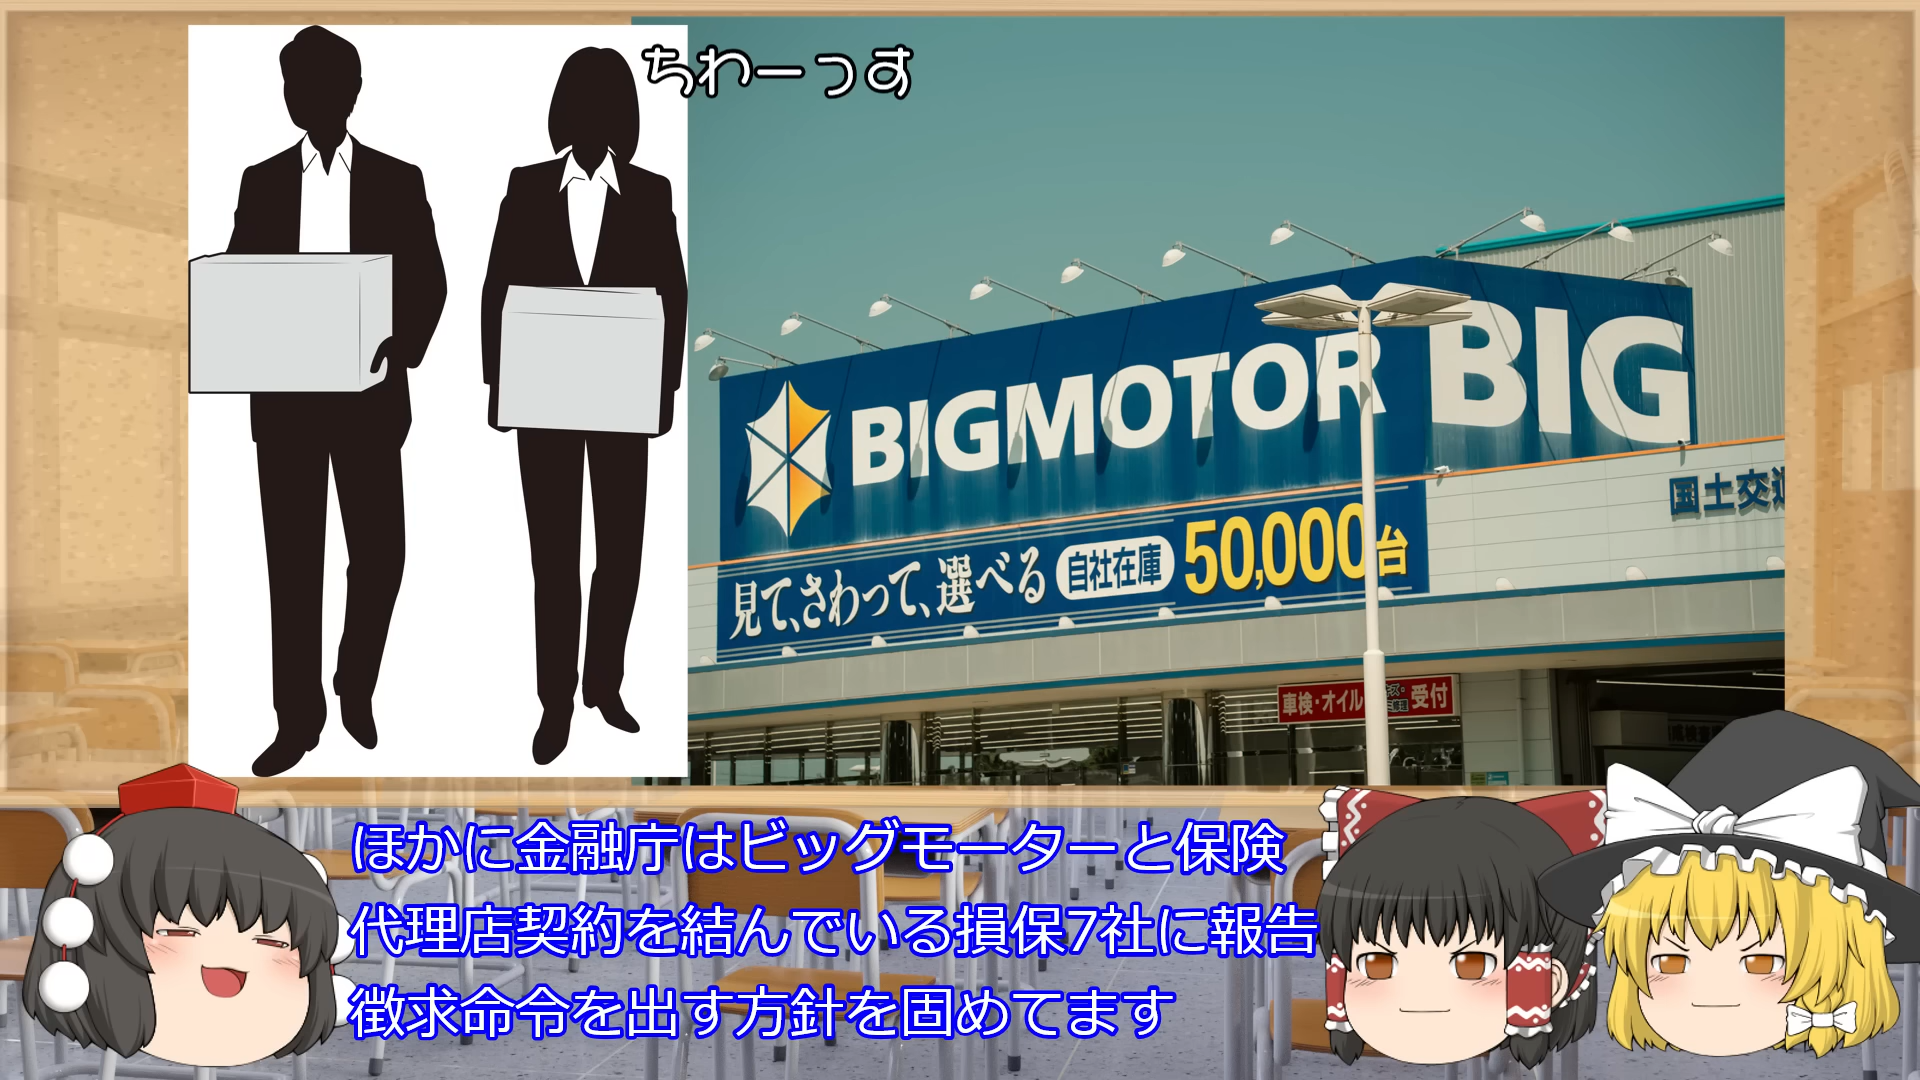 ちわーっす
BIGMOTOR BIG
見て、さわって、選べる 自社在庫 50,000台
国土交通
車検・オイル
受付
ほかに金融庁はビッグモーターと保険
代理店契約を結んでいる損保7社に報告
徴求命令を出す方針を固めてます